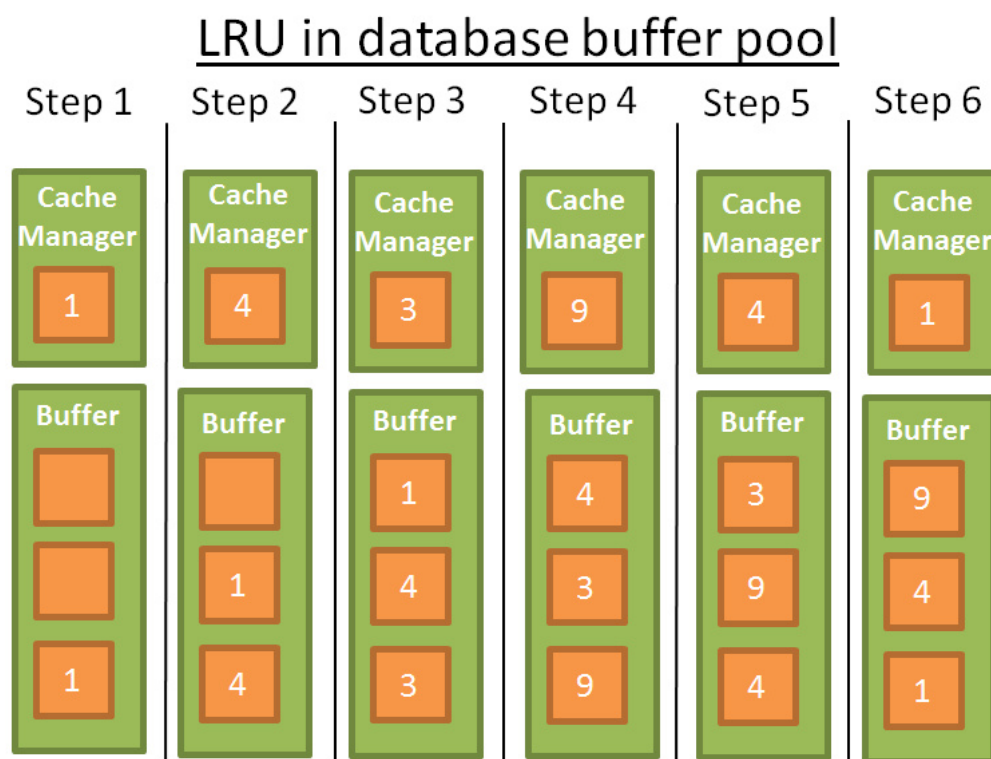 LRU in database buffer pool
Step 1
Step 2
Step 3
Step 4
Step 5
Step 6
Cache
Manager
1
Cache
Manager
4
Cache
Manager
3
Cache
Manager
9
Cache
Manager
4
Cache
Manager
1
Buffer
1
Buffer
1
4
Buffer
1
4
3
Buffer
4
3
9
Buffer
3
9
4
Buffer
9
4
1